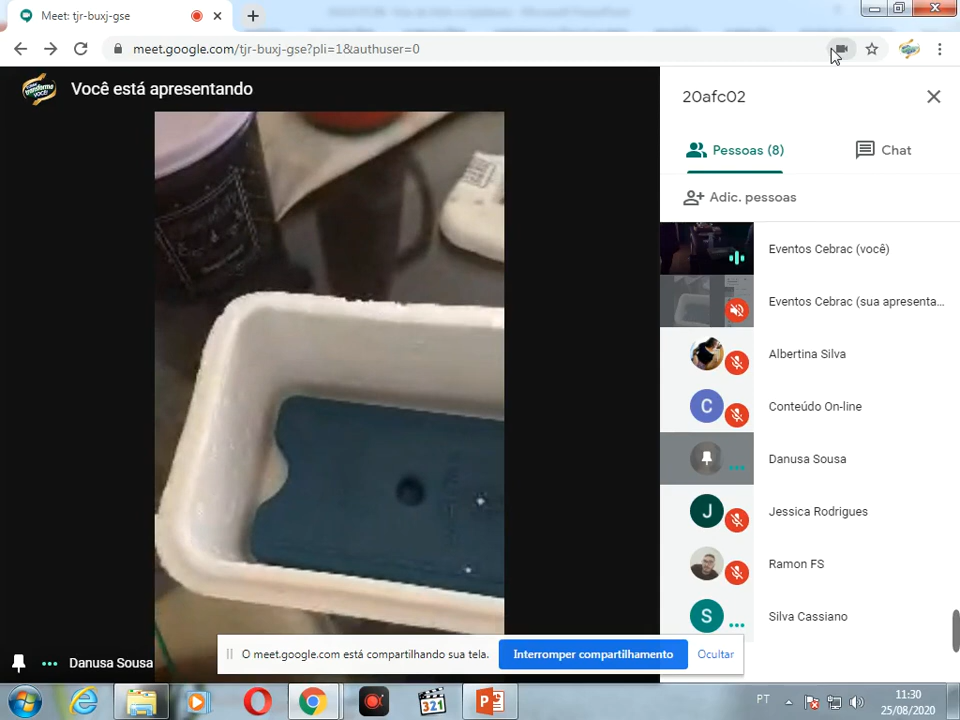 Meet: tjr-buxj-gse
meet.google.com/tjr-buxj-gse?pli=1&authuser=0
Você está apresentando
20afc02
Pessoas (8)
Chat
Adic. pessoas
Eventos Cebrac (você)
Eventos Cebrac (sua apresenta...
Albertina Silva
C
Conteúdo On-line
Danusa Sousa
J
Jessica Rodrigues
Ramon FS
S
Silva Cassiano
O meet.google.com está compartilhando sua tela.
Interromper compartilhamento
Ocultar
Danusa Sousa
321
PT
11:30
25/08/2020